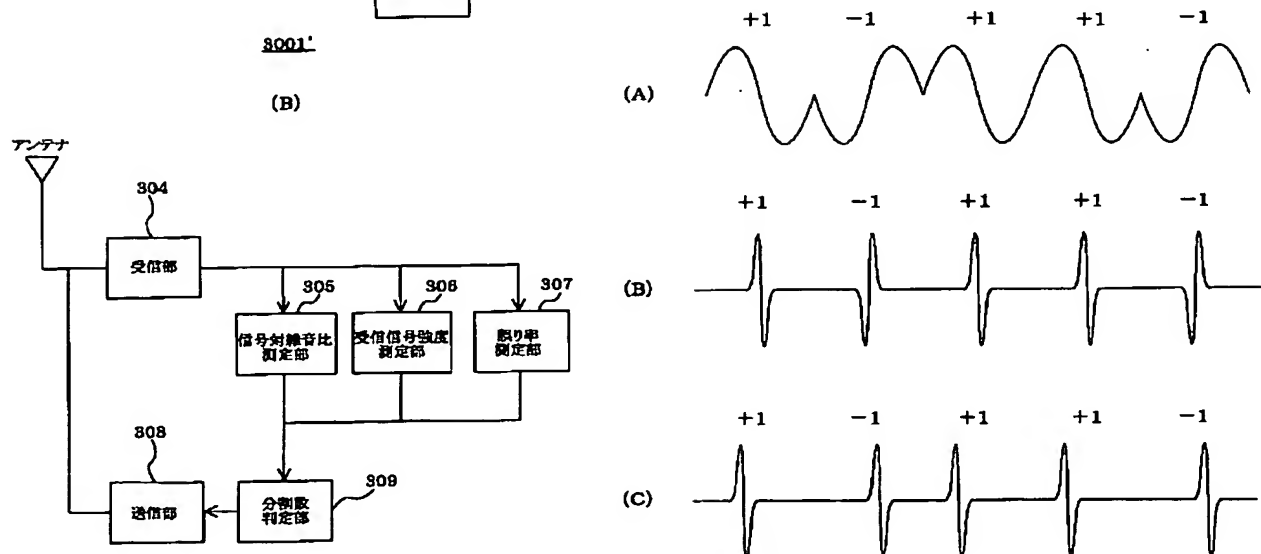 3001'
(B)
アンテナ
304
受信部
305
306
307
信号対雑音比
測定部
受信信号強度
測定部
誤り率
測定部
308
送信部
分割数
判定部
309
+1 -1 +1 +1 -1
(A)
+1 -1 +1 +1 -1
(B)
+1 -1 +1 +1 -1
(C)